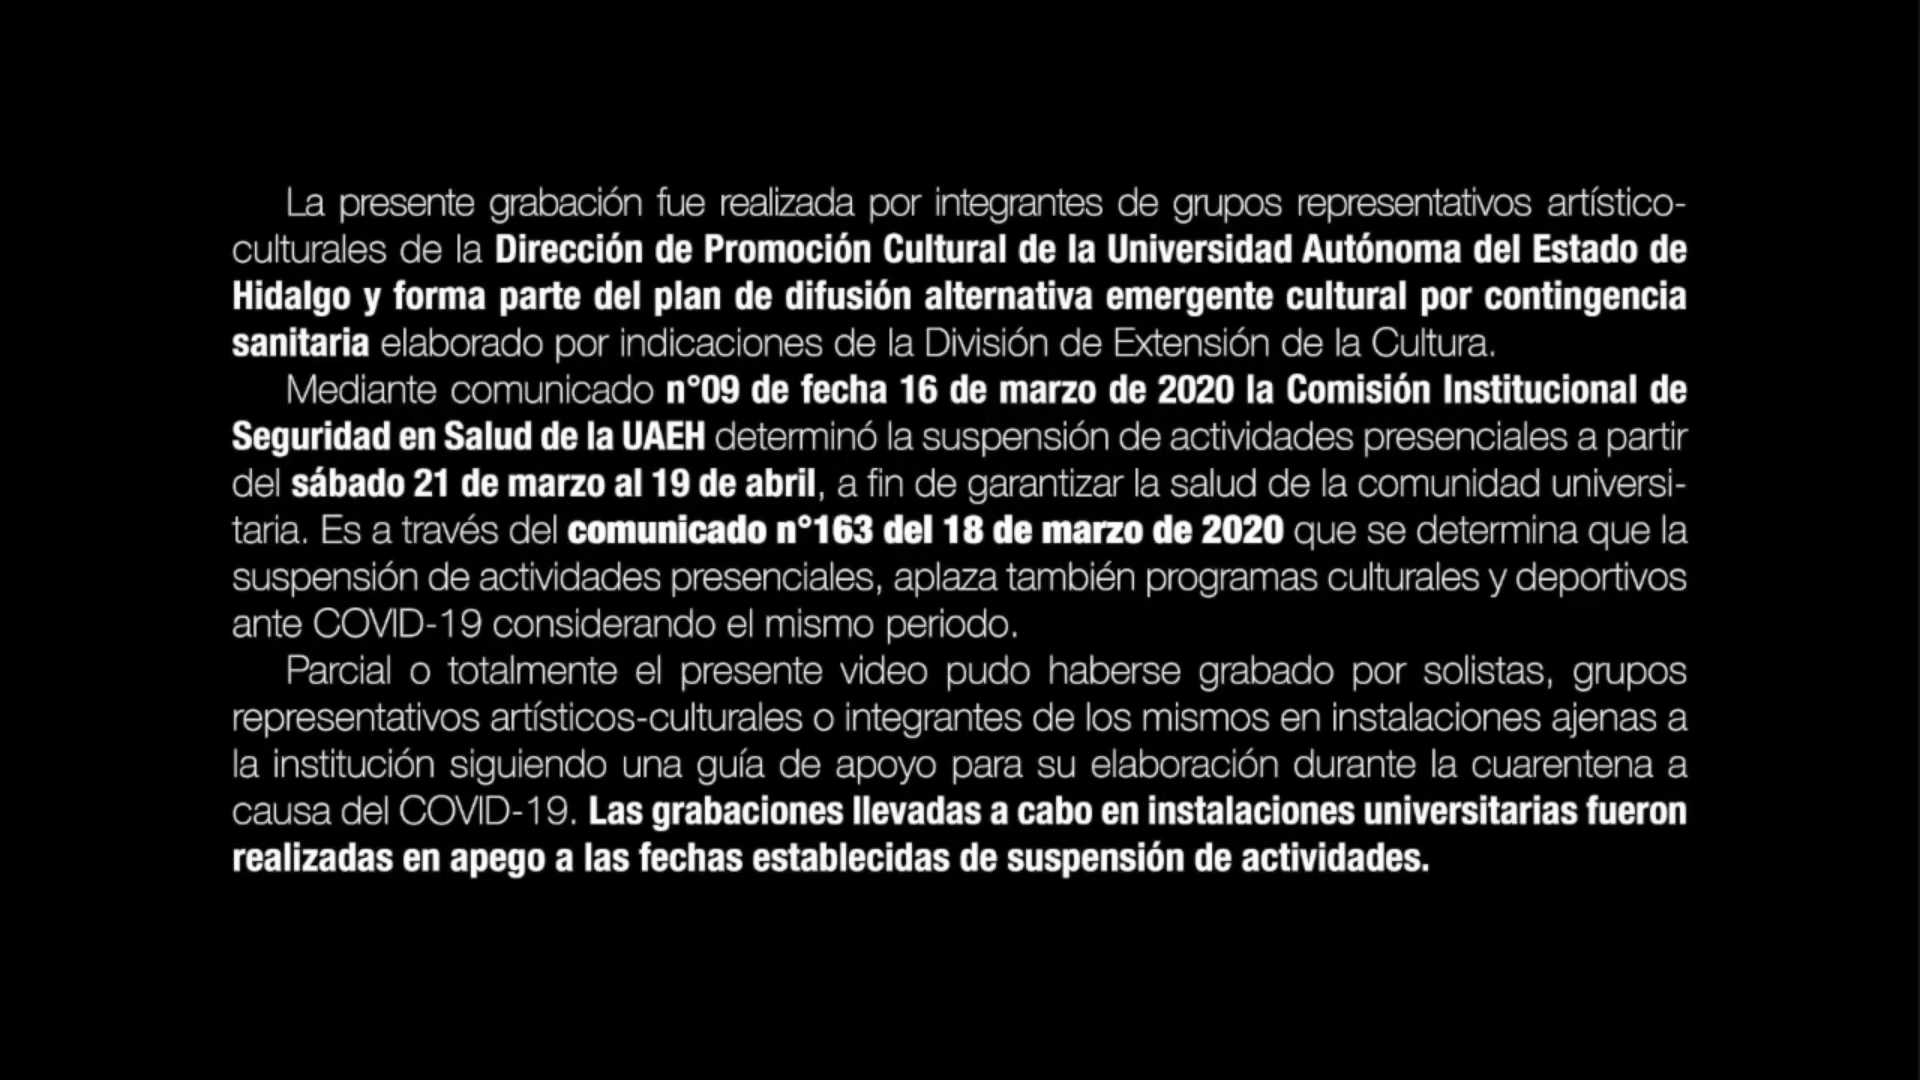 La presente grabación fue realizada por integrantes de grupos representativos artístico-
culturales de la Dirección de Promoción Cultural de la Universidad Autónoma del Estado de
Hidalgo y forma parte del plan de difusión alternativa emergente cultural por contingencia
sanitaria elaborado por indicaciones de la División de Extensión de la Cultura.
Mediante comunicado n°09 de fecha 16 de marzo de 2020 la Comisión Institucional de
Seguridad en Salud de la UAEH determinó la suspensión de actividades presenciales a partir
del sábado 21 de marzo al 19 de abril, a fin de garantizar la salud de la comunidad universi-
taria. Es a través del comunicado n°163 del 18 de marzo de 2020 que se determina que la
suspensión de actividades presenciales, aplaza también programas culturales y deportivos
ante COVID-19 considerando el mismo periodo.
Parcial o totalmente el presente video pudo haberse grabado por solistas, grupos
representativos artísticos-culturales o integrantes de los mismos en instalaciones ajenas a
la institución siguiendo una guía de apoyo para su elaboración durante la cuarentena a
causa del COVID-19. Las grabaciones llevadas a cabo en instalaciones universitarias fueron
realizadas en apego a las fechas establecidas de suspensión de actividades.